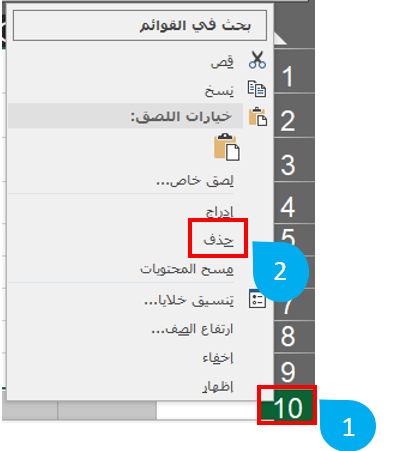 بحث في القوائم
قص
نسخ
خيارات اللصق:
لصق خاص...
إدراج
حذف
مسح المحتويات
تنسيق خلايا...
ارتفاع الصف...
إخفاء
إظهار
1
2
3
4
5
7
8
9
10
2
1